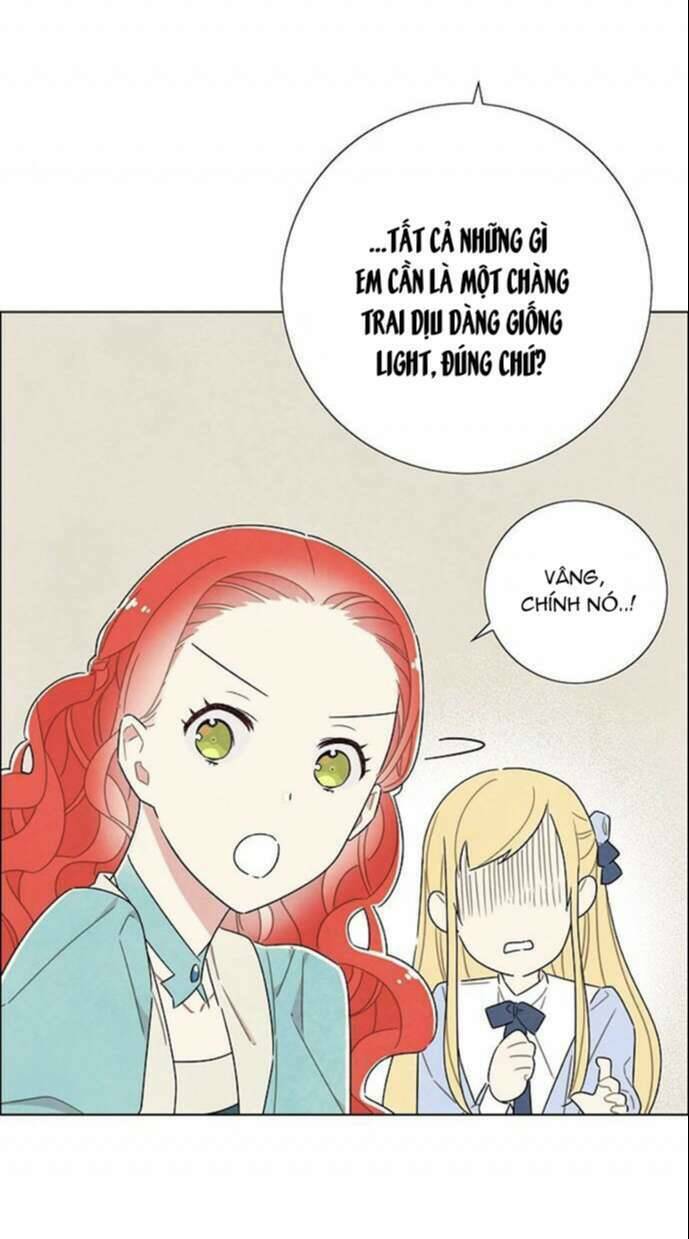 ...TẤT CẢ NHỮNG GÌ
EM CẦN LÀ MỘT CHÀNG
TRAI DỊU DÀNG GIỐNG
LIGHT, ĐÚNG CHỨ?
VÂNG,
CHÍNH NÓ..!